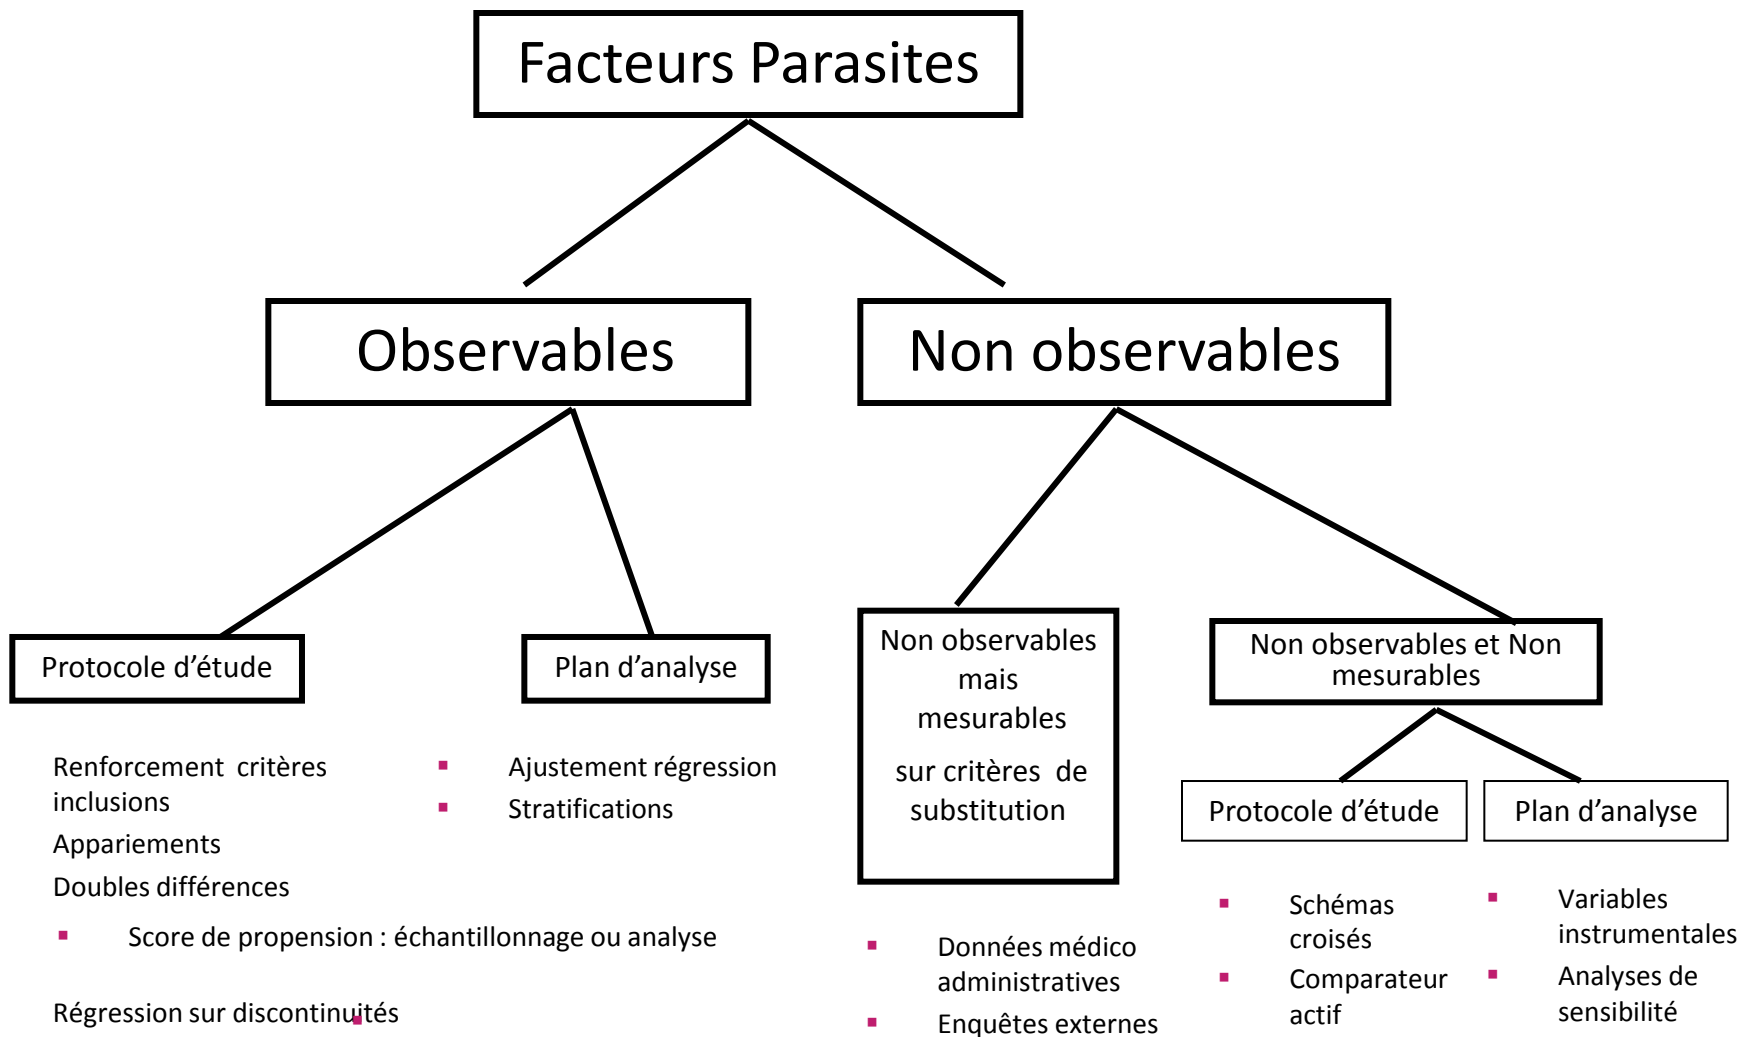 Facteurs Parasites
Observables
Non observables
Protocole d'étude
Plan d'analyse
Non observables
mais
mesurables
sur critères de
substitution
Non observables et Non
mesurables
Protocole d'étude
Plan d'analyse
Renforcement critères
inclusions
Appariements
Doubles différences
▪ Score de propension : échantillonnage ou analyse
Régression sur discontinuités
▪ Ajustement régression
▪ Stratifications
▪ Données médico
administratives
▪ Enquêtes externes
▪ Schémas
croisés
▪ Comparateur
actif
▪ Variables
instrumentales
▪ Analyses de
sensibilité